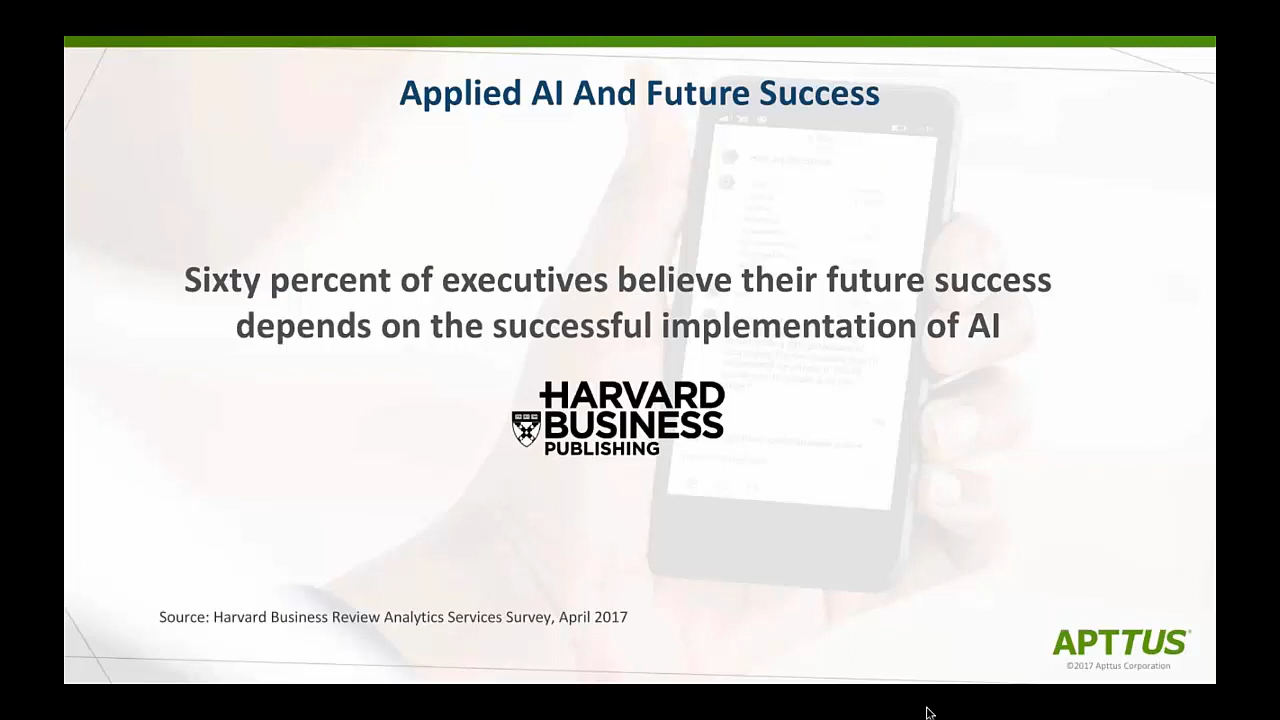 Applied AI And Future Success
Sixty percent of executives believe their future success
depends on the successful implementation of AI
HARVARD
BUSINESS
PUBLISHING
Source: Harvard Business Review Analytics Services Survey, April 2017
APTTUS®
©2017 Apttus Corporation